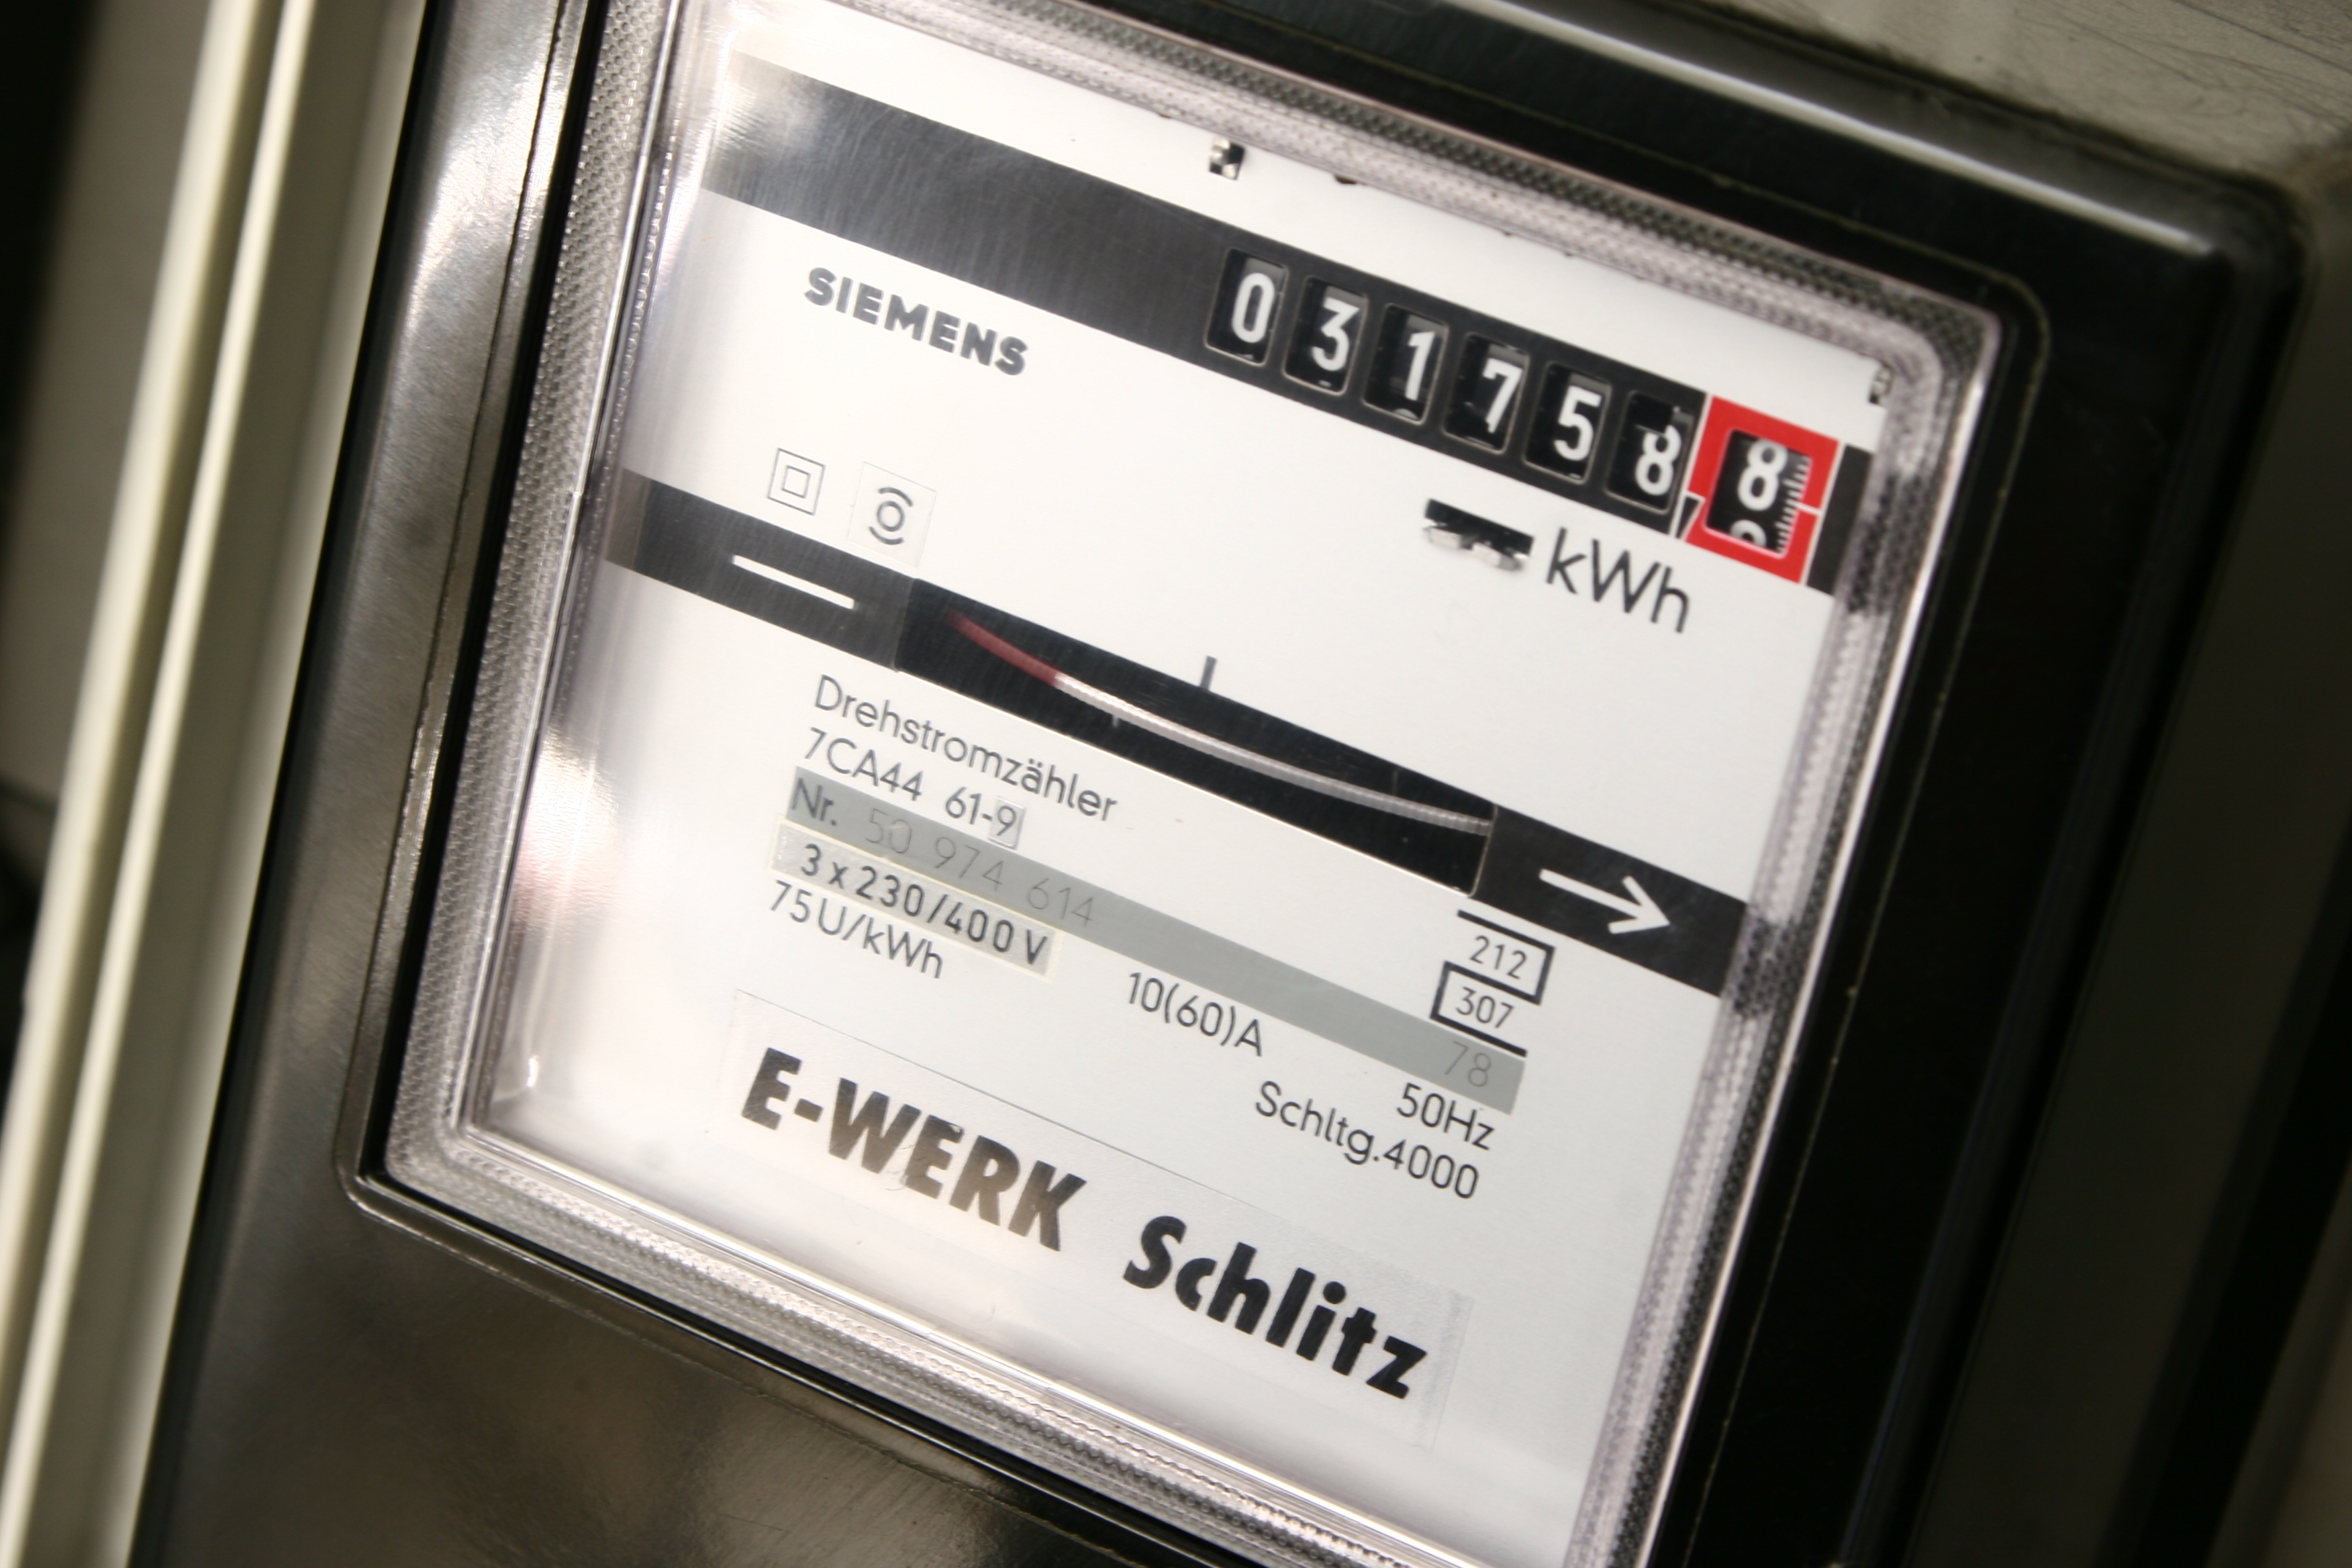 SIEMENS
031758,8
kWh
Drehstromzähler
7CA44 61-9
Nr. 50 974 614
3 x 230/400 V
75 U/kWh
10(60)A
212
307
78
50Hz
Schltg.4000
E-WERK Schlitz